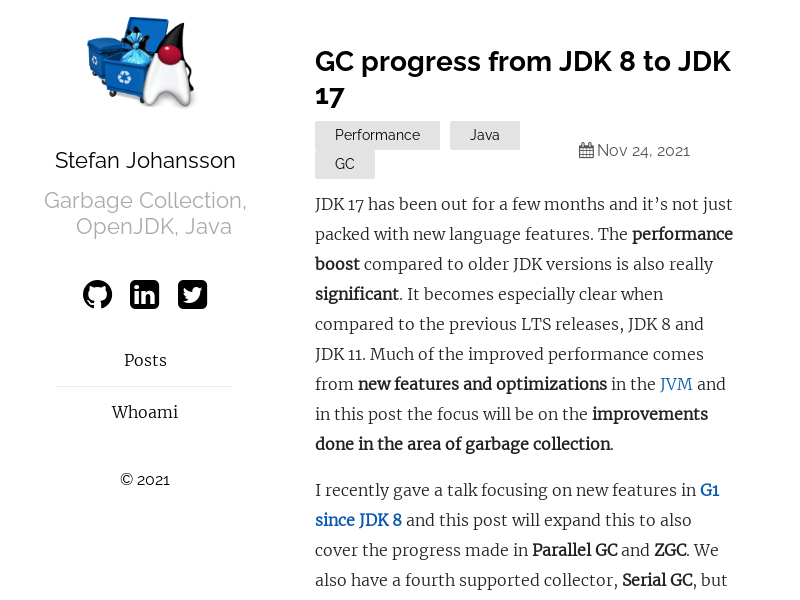 Stefan Johansson
Garbage Collection,
OpenJDK, Java
Posts
Whoami
© 2021
GC progress from JDK 8 to JDK
17
Performance
Java
GC
Nov 24, 2021
JDK 17 has been out for a few months and it’s not just
packed with new language features. The performance
boost compared to older JDK versions is also really
significant. It becomes especially clear when
compared to the previous LTS releases, JDK 8 and
JDK 11. Much of the improved performance comes
from new features and optimizations in the JVM and
in this post the focus will be on the improvements
done in the area of garbage collection.
I recently gave a talk focusing on new features in G1
since JDK 8 and this post will expand this to also
cover the progress made in Parallel GC and ZGC. We
also have a fourth supported collector, Serial GC, but